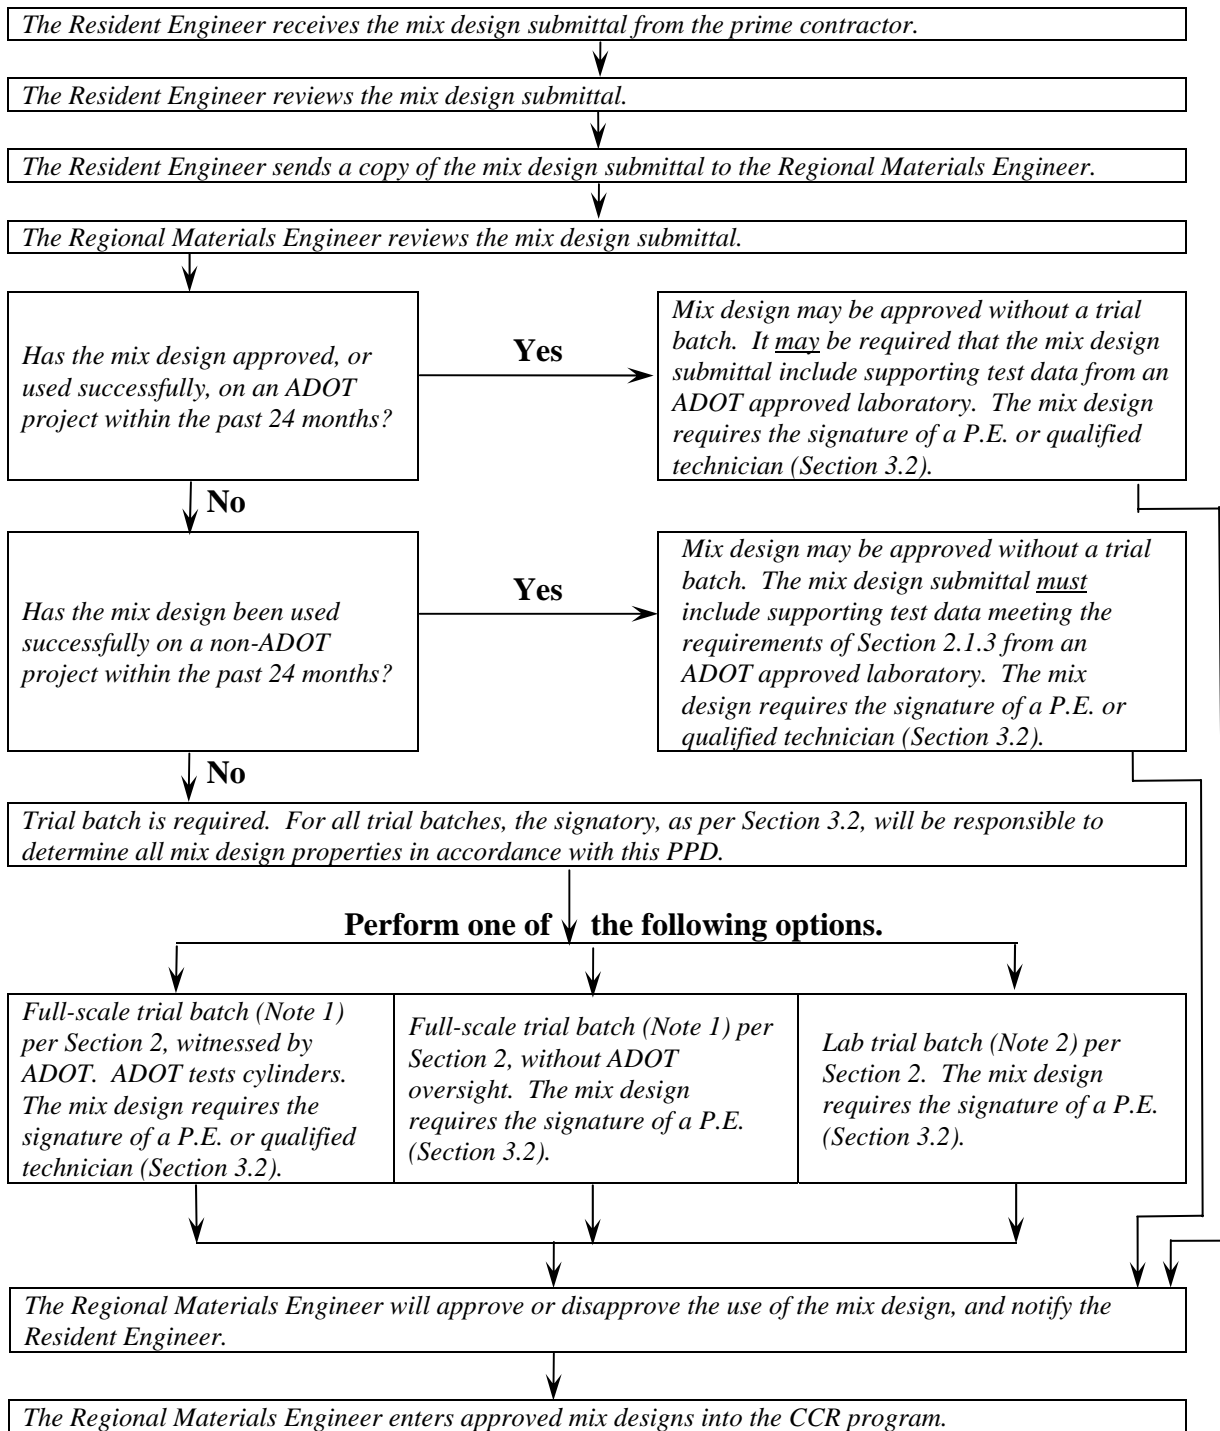 The Resident Engineer receives the mix design submittal from the prime contractor.
The Resident Engineer reviews the mix design submittal.
The Resident Engineer sends a copy of the mix design submittal to the Regional Materials Engineer.
The Regional Materials Engineer reviews the mix design submittal.
Has the mix design approved, or
used successfully, on an ADOT
project within the past 24 months?
Yes
Mix design may be approved without a trial
batch.  It may be required that the mix design
submittal include supporting test data from an
ADOT approved laboratory.  The mix design
requires the signature of a P.E. or qualified
technician (Section 3.2).
No
Has the mix design been used
successfully on a non-ADOT
project within the past 24 months?
Yes
Mix design may be approved without a trial
batch.  The mix design submittal must
include supporting test data meeting the
requirements of Section 2.1.3 from an
ADOT approved laboratory.  The mix
design requires the signature of a P.E. or
qualified technician (Section 3.2).
No
Trial batch is required.  For all trial batches, the signatory, as per Section 3.2, will be responsible to
determine all mix design properties in accordance with this PPD.
Perform one of the following options.
Full-scale trial batch (Note 1)
per Section 2, witnessed by
ADOT.  ADOT tests cylinders.
The mix design requires the
signature of a P.E. or qualified
technician (Section 3.2).
Full-scale trial batch (Note 1) per
Section 2, without ADOT
oversight.  The mix design
requires the signature of a P.E.
(Section 3.2).
Lab trial batch (Note 2) per
Section 2.  The mix design
requires the signature of a P.E.
(Section 3.2).
The Regional Materials Engineer will approve or disapprove the use of the mix design, and notify the
Resident Engineer.
The Regional Materials Engineer enters approved mix designs into the CCR program.